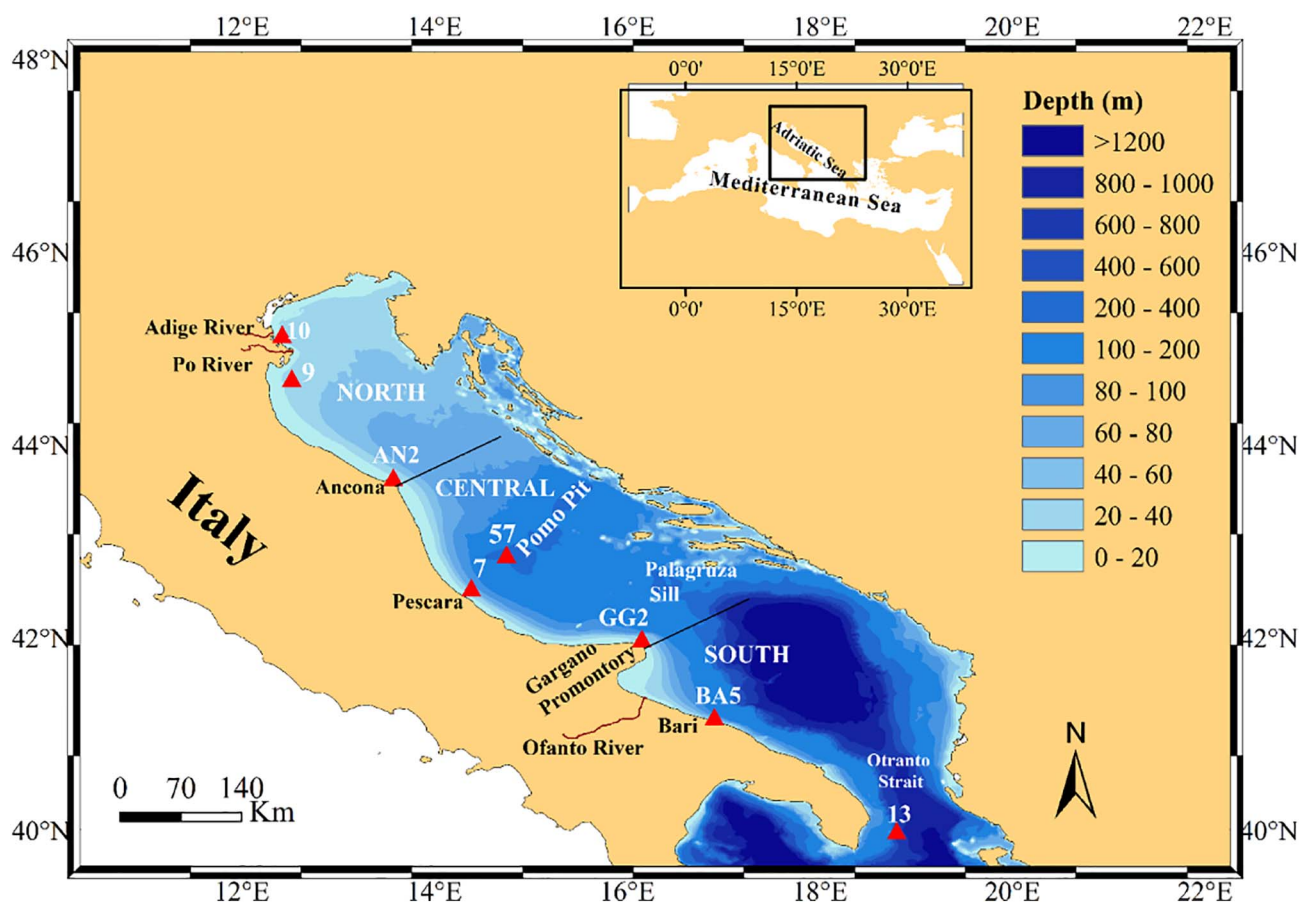 12°E 14°E 16°E 18°E 20°E 22°E
48°N
46°N
44°N
42°N
40°N
0°0' 15°0'E 30°0'E
Adriatic Sea
Mediterranean Sea
0°0' 15°0'E 30°0'E
Depth (m)
>1200
800 - 1000
600 - 800
400 - 600
200 - 400
100 - 200
80 - 100
60 - 80
40 - 60
20 - 40
0 - 20
46°N
44°N
42°N
40°N
Adige River
10
Po River
9
NORTH
AN2
Ancona
CENTRAL
Italy
57
Pomo Pit
7
Pescara
Palagruza
Sill
GG2
Gargano
Promontory
SOUTH
BA5
Bari
Ofanto River
Otranto
Strait
13
N
0 70 140
Km
12°E 14°E 16°E 18°E 20°E 22°E